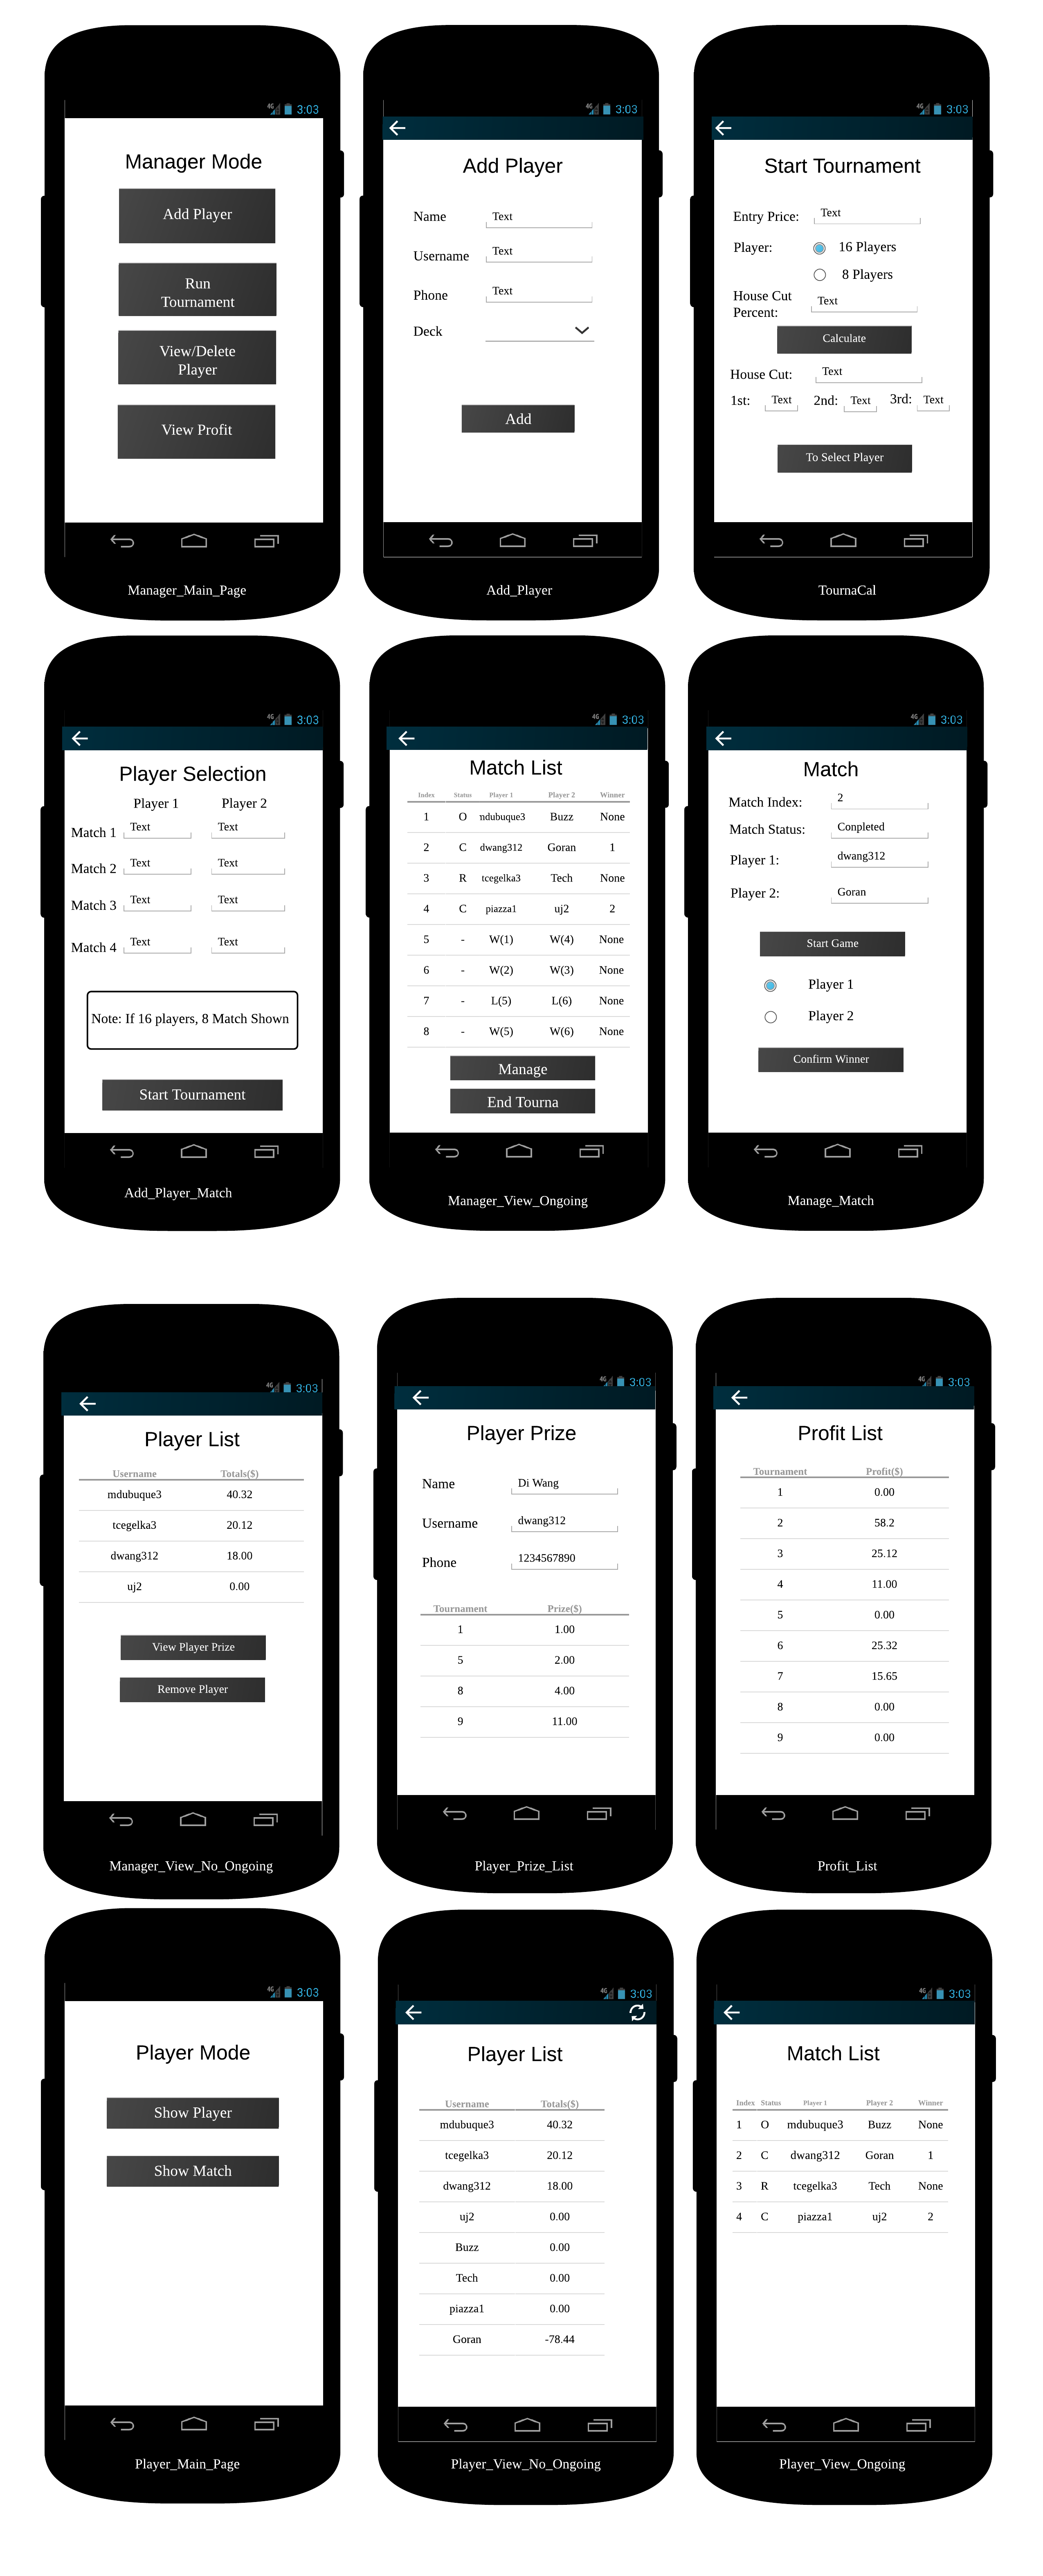 4G 3:03
Manager Mode
Add Player
Run
Tournament
View/Delete
Player
View Profit
Manager_Main_Page
4G 3:03
Add Player
Name Text
Username Text
Phone Text
Deck
Add
Add_Player
4G 3:03
Start Tournament
Entry Price: Text
Player: 16 Players
8 Players
House Cut
Percent: Text
Calculate
House Cut: Text
1st: Text 2nd: Text 3rd: Text
To Select Player
TournaCal
4G 3:03
Player Selection
Player 1 Player 2
Match 1 Text Text
Match 2 Text Text
Match 3 Text Text
Match 4 Text Text
Note: If 16 players, 8 Match Shown
Start Tournament
Add_Player_Match
4G 3:03
Match List
Index Status Player 1 Player 2 Winner
1 O mdubuque3 Buzz None
2 C dwang312 Goran 1
3 R tcegelka3 Tech None
4 C piazza1 uj2 2
5 - W(1) W(4) None
6 - W(2) W(3) None
7 - L(5) L(6) None
8 - W(5) W(6) None
Manage
End Tourna
Manager_View_Ongoing
4G 3:03
Match
Match Index: 2
Match Status: Conpleted
Player 1: dwang312
Player 2: Goran
Start Game
Player 1
Player 2
Confirm Winner
Manage_Match
4G 3:03
Player List
Username Totals($)
mdubuque3 40.32
tcegelka3 20.12
dwang312 18.00
uj2 0.00
View Player Prize
Remove Player
Manager_View_No_Ongoing
4G 3:03
Player Prize
Name Di Wang
Username dwang312
Phone 1234567890
Tournament Prize($)
1 1.00
5 2.00
8 4.00
9 11.00
Player_Prize_List
4G 3:03
Profit List
Tournament Profit($)
1 0.00
2 58.2
3 25.12
4 11.00
5 0.00
6 25.32
7 15.65
8 0.00
9 0.00
Profit_List
4G 3:03
Player Mode
Show Player
Show Match
Player_Main_Page
4G 3:03
Player List
Username Totals($)
mdubuque3 40.32
tcegelka3 20.12
dwang312 18.00
uj2 0.00
Buzz 0.00
Tech 0.00
piazza1 0.00
Goran -78.44
Player_View_No_Ongoing
4G 3:03
Match List
Index Status Player 1 Player 2 Winner
1 O mdubuque3 Buzz None
2 C dwang312 Goran 1
3 R tcegelka3 Tech None
4 C piazza1 uj2 2
Player_View_Ongoing